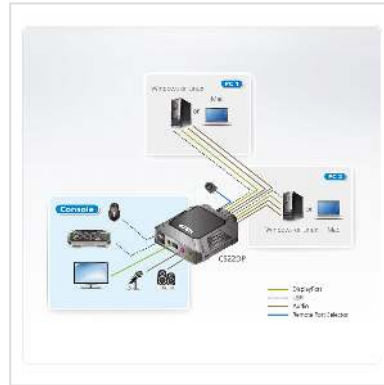 PC 1
Windows or Linux
Mac
or
PC 2
or
Windows or Linux
Mac
Console
CS22DP
DisplayPort
USB
Audio
Remote Port Selector